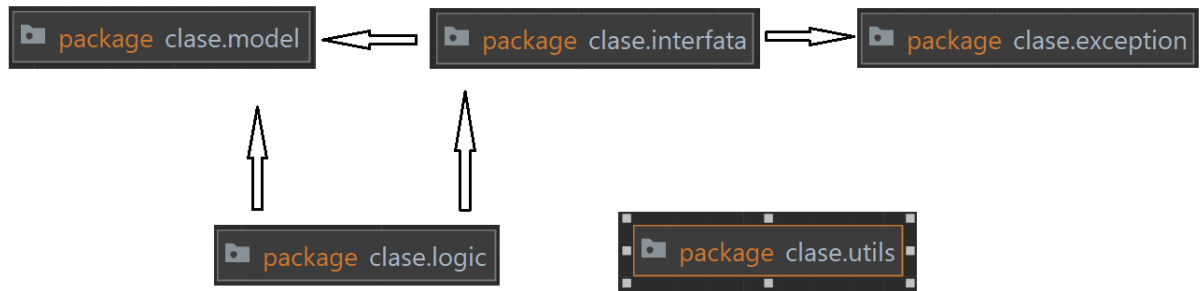 package clase.model
package clase.interfata
package clase.exception
package clase.logic
package clase.utils